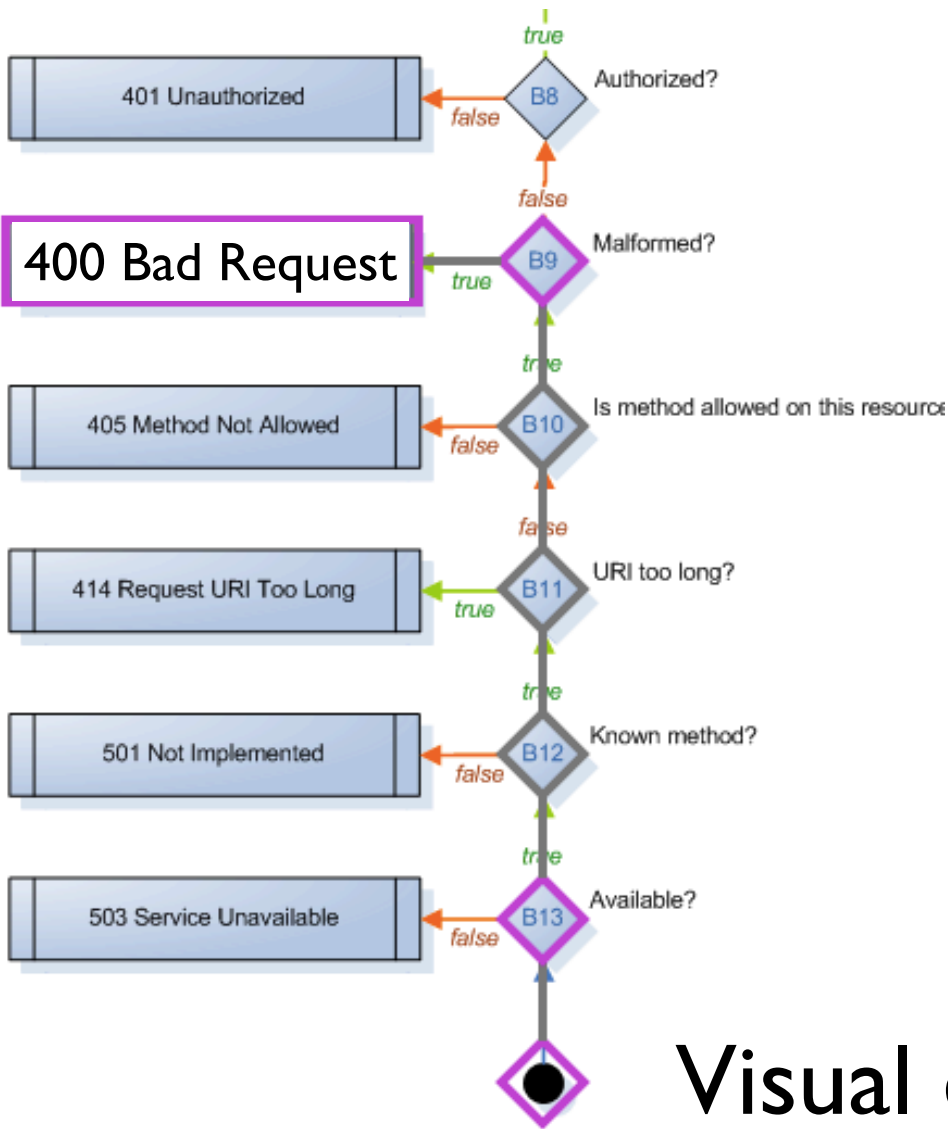 true
Authorized?
B8
401 Unauthorized
false
false
Malformed?
B9
400 Bad Request
true
true
Is method allowed on this resource
B10
405 Method Not Allowed
false
false
URI too long?
B11
414 Request URI Too Long
true
true
Known method?
B12
501 Not Implemented
false
true
Available?
B13
503 Service Unavailable
false
Visual